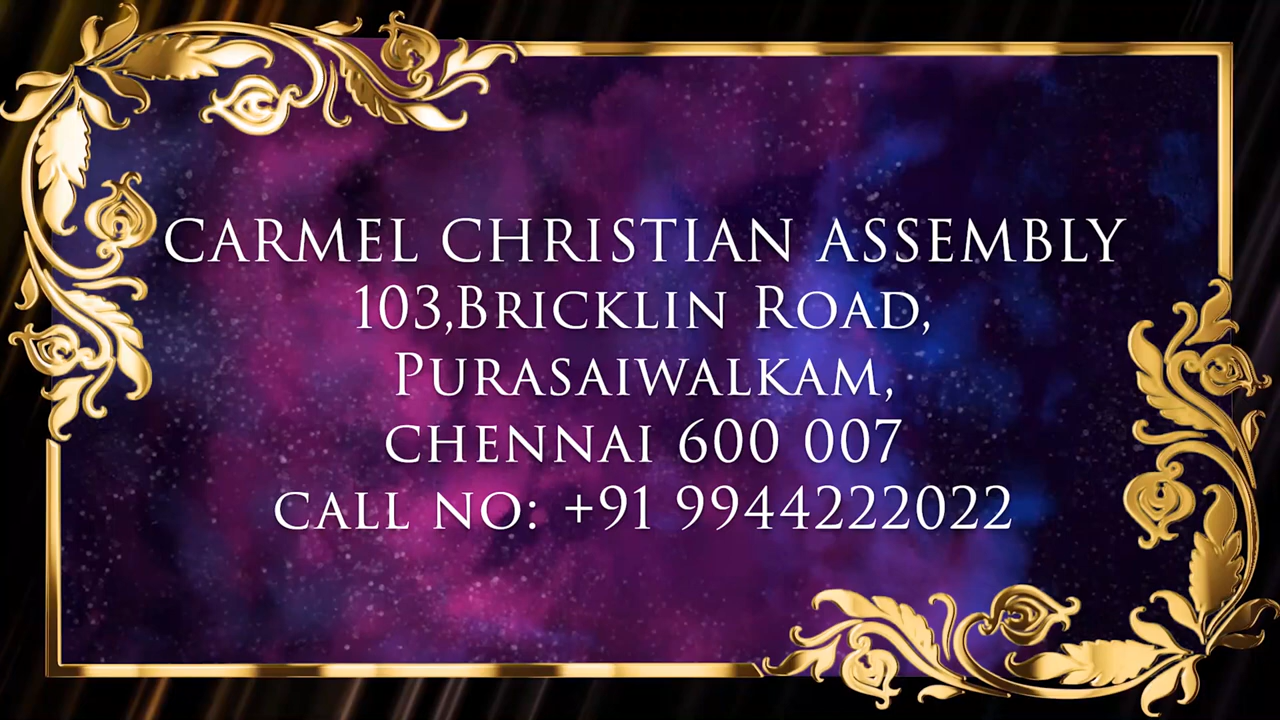 CARMEL CHRISTIAN ASSEMBLY
103,Bricklin Road,
Purasaiwalkam,
chennai 600 007
call no: +91 9944222022